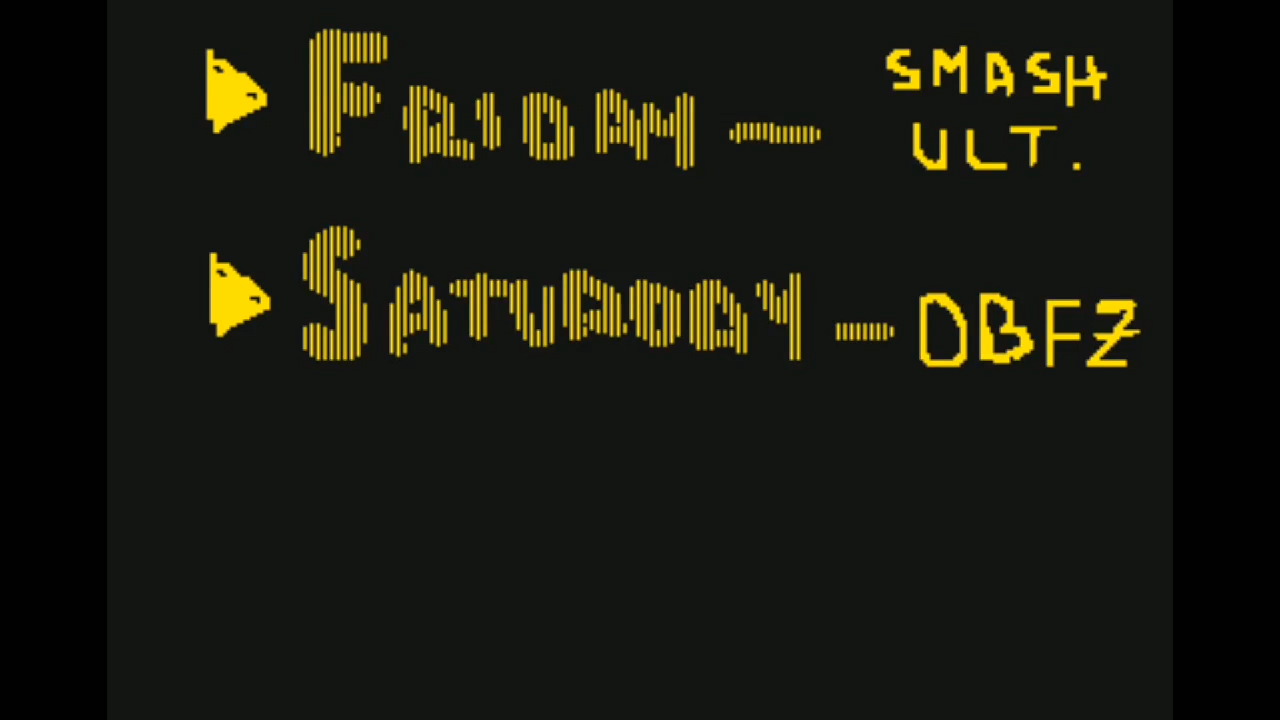 FRIDAY — SMASH
ULT.
SATURDAY — DBFZ